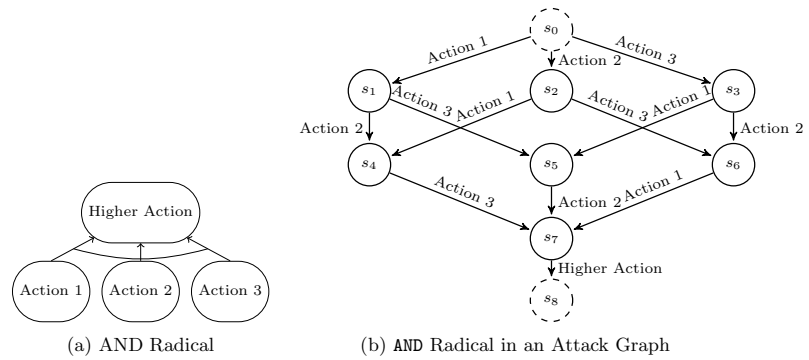 Higher Action
Action 1
Action 2
Action 3
(a) AND Radical
s0
Action 1
Action 2
Action 3
s1
s2
s3
Action 2
Action 3
Action 1
Action 3
Action 1
Action 2
s4
s5
s6
Action 3
Action 2
Action 1
s7
Higher Action
s8
(b) AND Radical in an Attack Graph